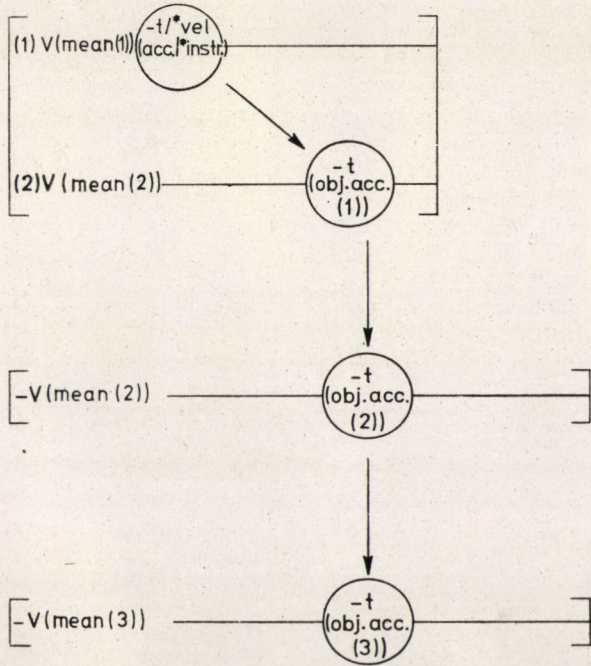 -t/*vel
(1) V(mean(1)) (acc./*instr.)
-t
(2)V (mean(2)) (obj.acc.
(1))
-t
-V(mean(2)) (obj.acc.
(2))
-t
-V(mean(3)) (obj.acc.
(3))